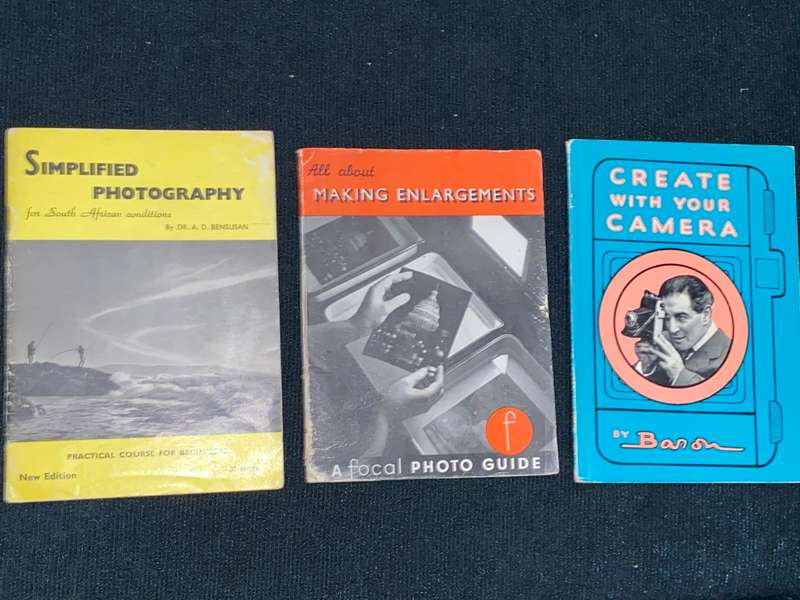 SIMPLIFIED
PHOTOGRAPHY
for South African conditions
By DR. A. D. BENSUSAN
PRACTICAL COURSE FOR BEGINNERS
New Edition
All about
MAKING ENLARGEMENTS
f
A focal PHOTO GUIDE
CREATE
WITH YOUR
CAMERA
BY Baron